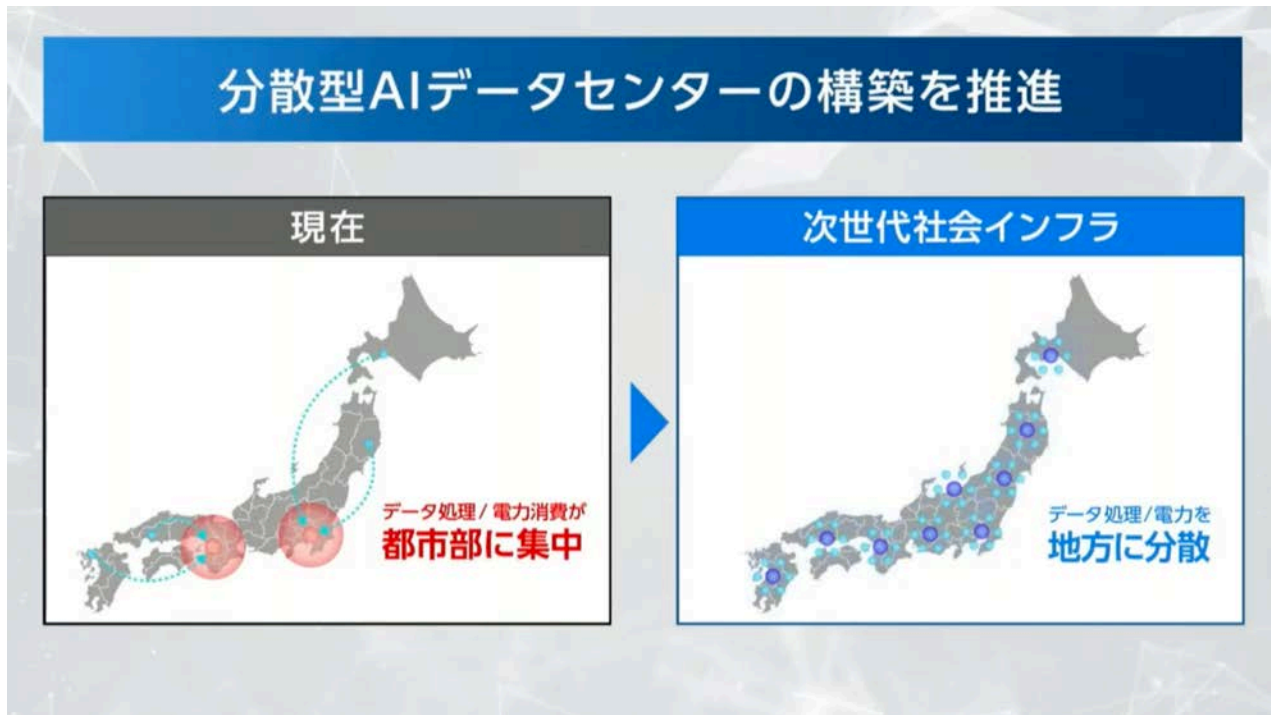 分散型AIデータセンターの構築を推進
現在
データ処理/電力消費が
都市部に集中
次世代社会インフラ
データ処理/電力を
地方に分散